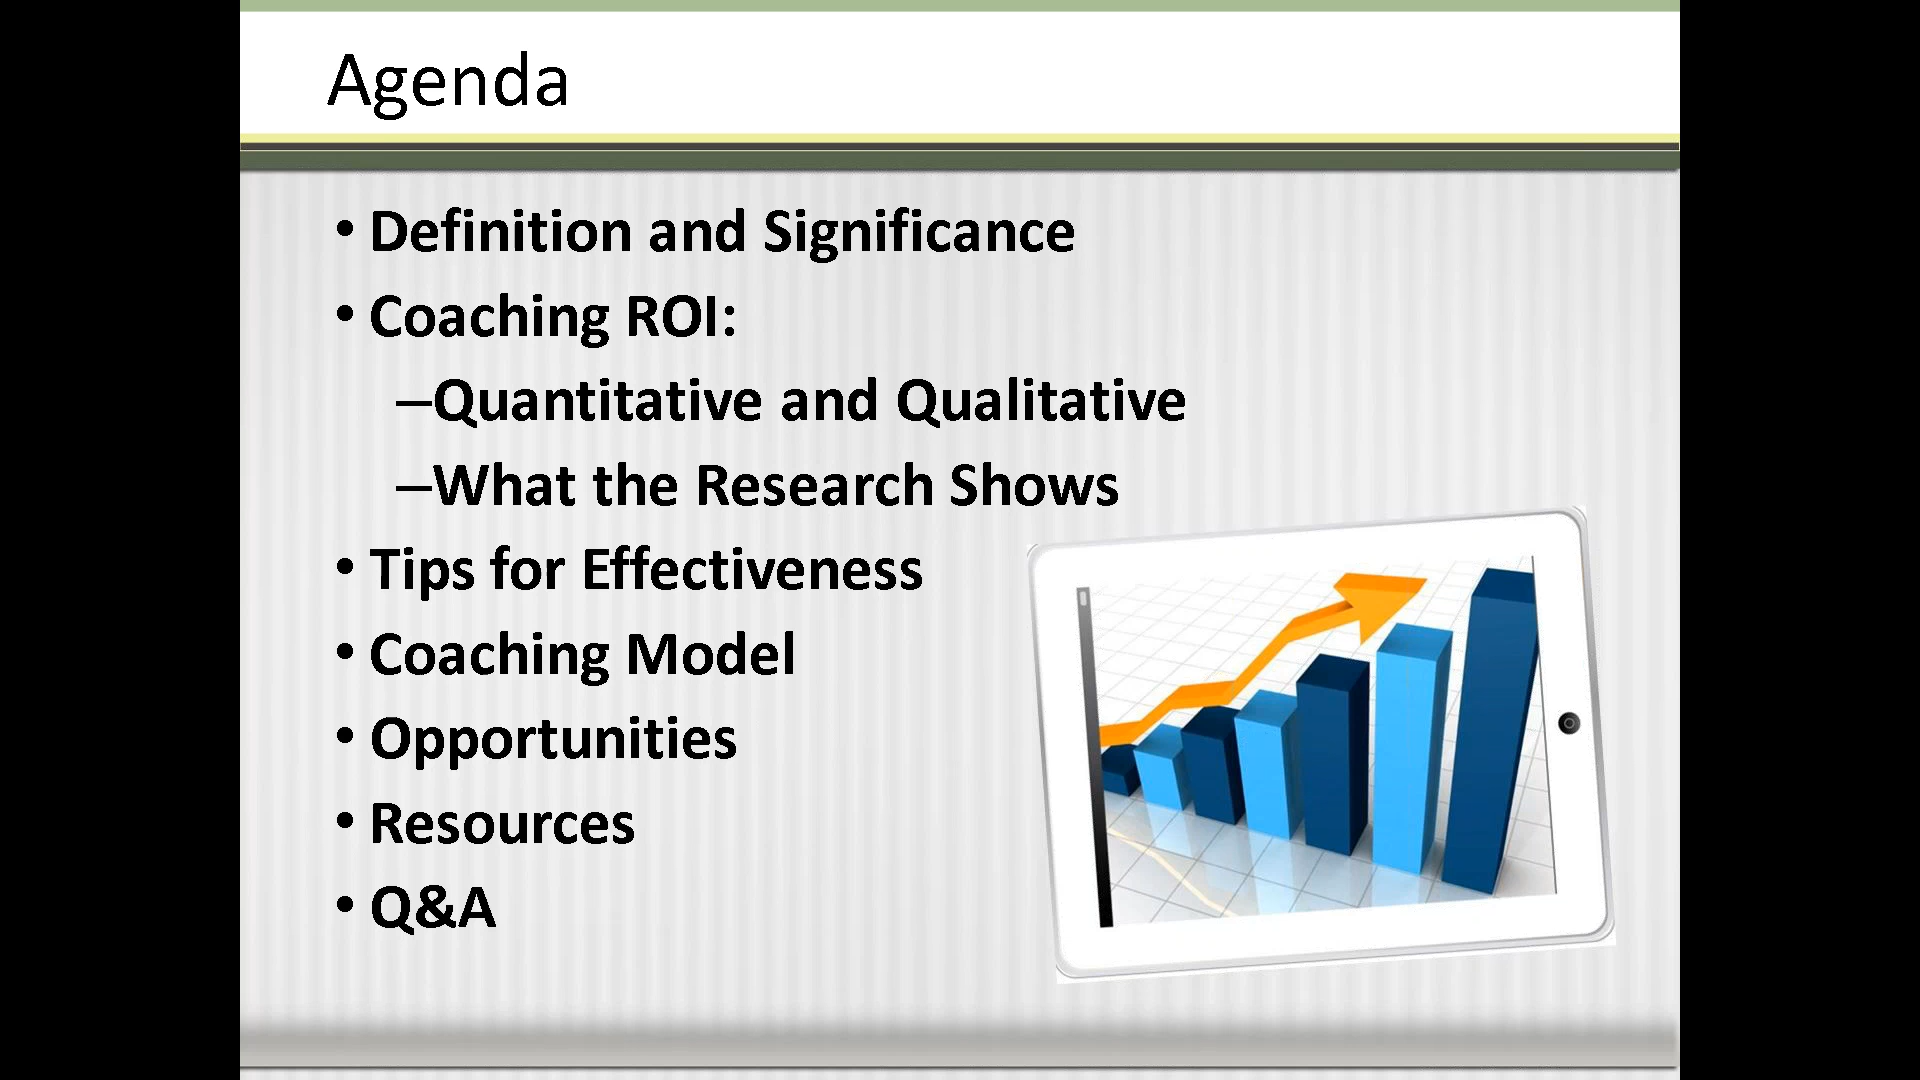 Agenda
• Definition and Significance
• Coaching ROI:
–Quantitative and Qualitative
–What the Research Shows
• Tips for Effectiveness
• Coaching Model
• Opportunities
• Resources
• Q&A